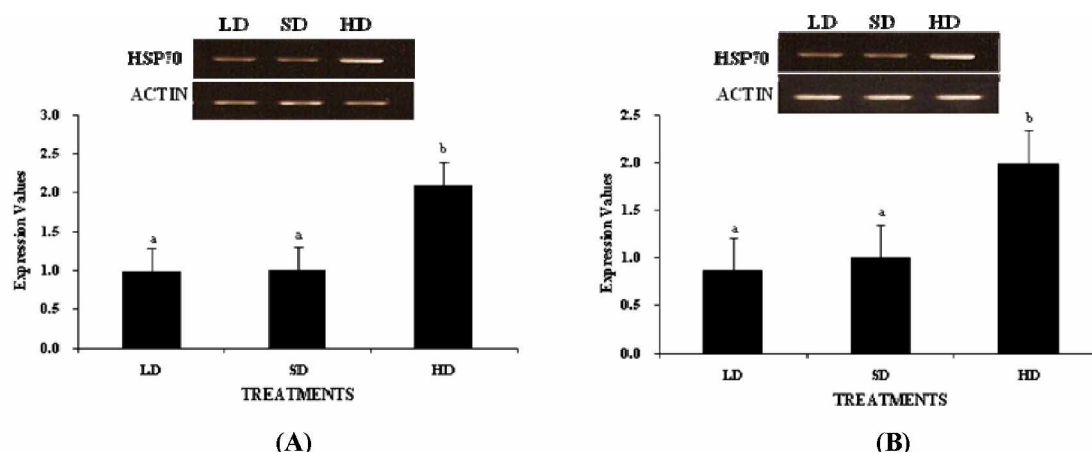 LD SD HD
HSP70
ACTIN
3.0
2.5
2.0
1.5
1.0
0.5
0.0
Expression Values
a
a
b
LD SD HD
TREATMENTS
(A)
LD SD HD
HSP70
ACTIN
2.5
2.0
1.5
1.0
0.5
0.0
Expression Values
a
a
b
LD SD HD
TREATMENTS
(B)